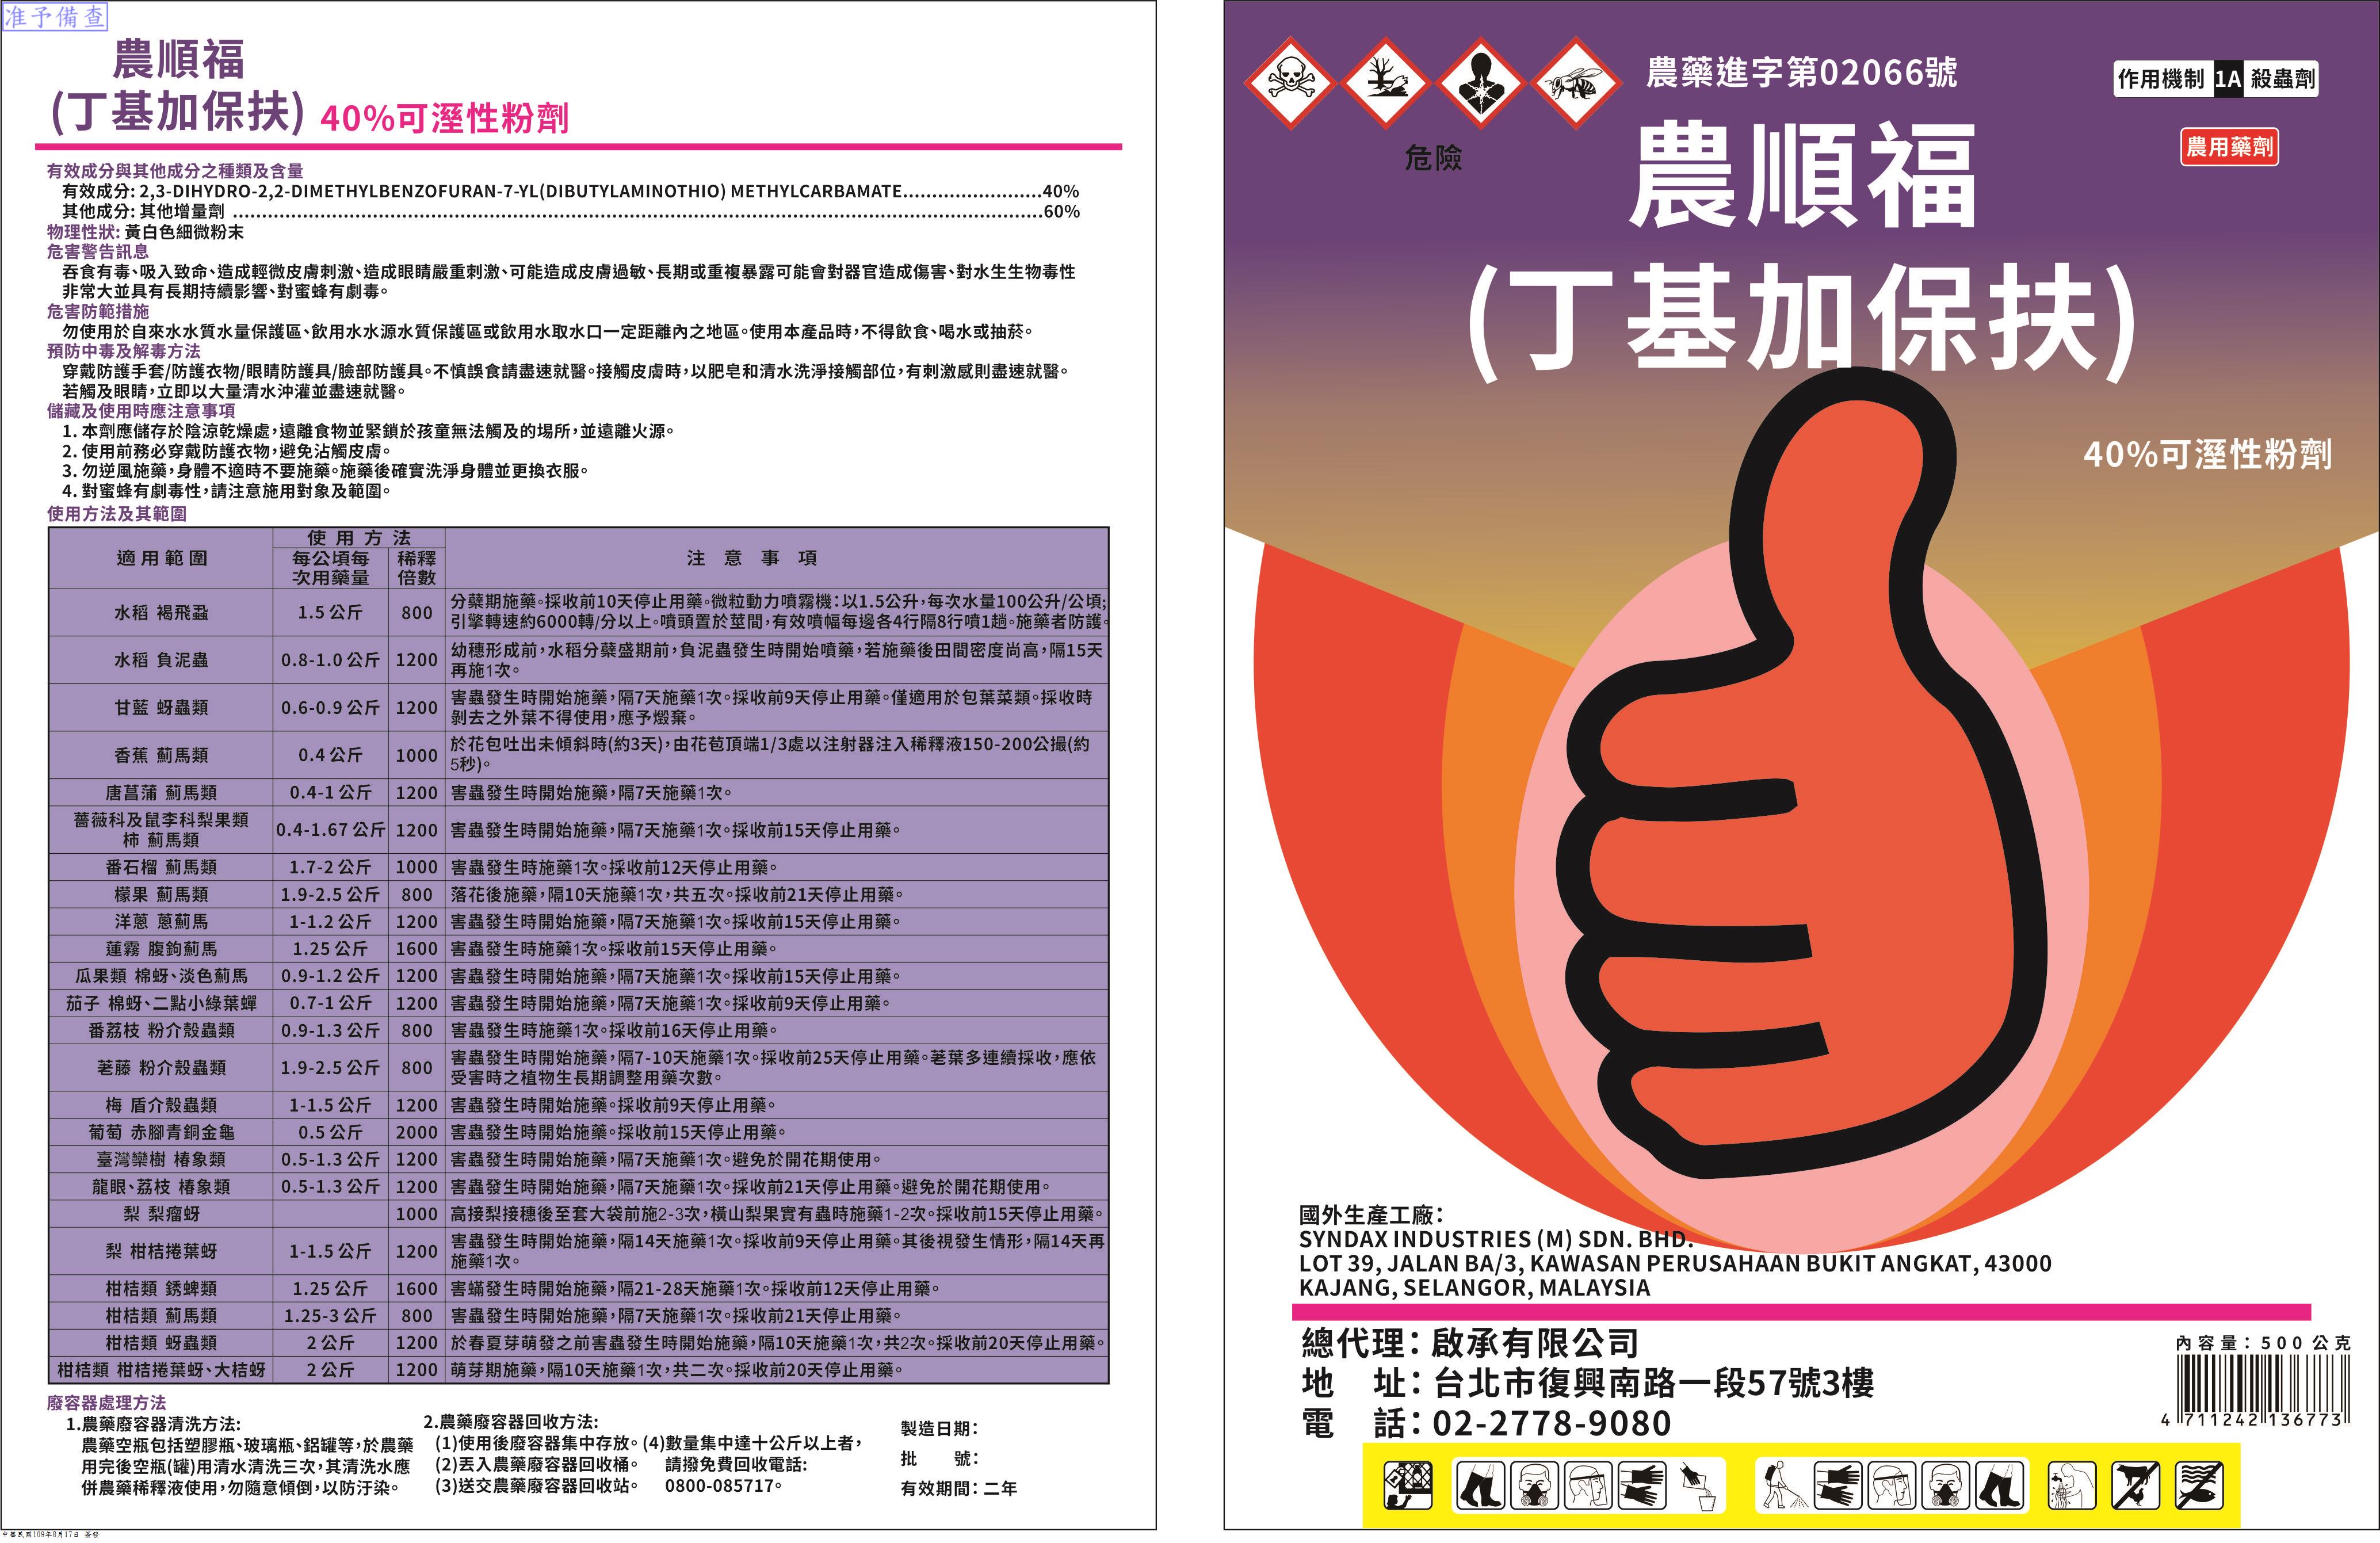 准予備查
農順福
(丁基加保扶) 40%可溼性粉劑
有效成分與其他成分之種類及含量
有效成分: 2,3-DIHYDRO-2,2-DIMETHYLBENZOFURAN-7-YL(DIBUTYLAMINOTHIO) METHYLCARBAMATE........................40%
其他成分: 其他增量劑 ........................60%
物理性狀: 黃白色細微粉末
危害警告訊息
吞食有毒、吸入致命、造成輕微皮膚刺激、造成眼睛嚴重刺激、可能造成皮膚過敏、長期或重複暴露可能會對器官造成傷害、對水生生物毒性
非常大並具有長期持續影響、對蜜蜂有劇毒。
危害防範措施
勿使用於自來水水質水量保護區、飲用水水源水質保護區或飲用水取水口一定距離內之地區。使用本產品時,不得飲食、喝水或抽菸。
預防中毒及解毒方法
穿戴防護手套/防護衣物/眼睛防護具/臉部防護具。不慎誤食請盡速就醫。接觸皮膚時,以肥皂和清水洗淨接觸部位,有刺激感則盡速就醫。
若觸及眼睛,立即以大量清水沖灌並盡速就醫。
儲藏及使用時應注意事項
1. 本劑應儲存於陰涼乾燥處,遠離食物並緊鎖於孩童無法觸及的場所,並遠離火源。
2. 使用前務必穿戴防護衣物,避免沾觸皮膚。
3. 勿逆風施藥,身體不適時不要施藥。施藥後確實洗淨身體並更換衣服。
4. 對蜜蜂有劇毒性,請注意施用對象及範圍。
使用方法及其範圍
適用範圍 使用方法 注意事項
每公頃每次用藥量 稀釋倍數
水稻 褐飛蝨 1.5 公斤 800 分蘗期施藥。採收前10天停止用藥。微粒動力噴霧機:以1.5公升,每次水量100公升/公頃;
引擎轉速約6000轉/分以上。噴頭置於莖間,有效噴幅每邊各4行隔8行噴1趟。施藥者防護。
水稻 負泥蟲 0.8-1.0 公斤 1200 幼穗形成前,水稻分蘗盛期前,負泥蟲發生時開始噴藥,若施藥後田間密度尚高,隔15天
再施1次。
甘藍 蚜蟲類 0.6-0.9 公斤 1200 害蟲發生時開始施藥,隔7天施藥1次。採收前9天停止用藥。僅適用於包葉菜類。採收時
剝去之外葉不得使用,應予燬棄。
香蕉 薊馬類 0.4 公斤 1000 於花包吐出未傾斜時(約3天),由花苞頂端1/3處以注射器注入稀釋液150-200公撮(約
5秒)。
唐菖蒲 薊馬類 0.4-1 公斤 1200 害蟲發生時開始施藥,隔7天施藥1次。
薔薇科及鼠李科梨果類
柿 薊馬類 0.4-1.67 公斤 1200 害蟲發生時開始施藥,隔7天施藥1次。採收前15天停止用藥。
番石榴 薊馬類 1.7-2 公斤 1000 害蟲發生時施藥1次。採收前12天停止用藥。
檬果 薊馬類 1.9-2.5 公斤 800 落花後施藥,隔10天施藥1次,共五次。採收前21天停止用藥。
洋蔥 蔥薊馬 1-1.2 公斤 1200 害蟲發生時開始施藥,隔7天施藥1次。採收前15天停止用藥。
蓮霧 腹鉤薊馬 1.25 公斤 1600 害蟲發生時施藥1次。採收前15天停止用藥。
瓜果類 棉蚜、淡色薊馬 0.9-1.2 公斤 1200 害蟲發生時開始施藥,隔7天施藥1次。採收前15天停止用藥。
茄子 棉蚜、二點小綠葉蟬 0.7-1 公斤 1200 害蟲發生時開始施藥,隔7天施藥1次。採收前9天停止用藥。
番荔枝 粉介殼蟲類 0.9-1.3 公斤 800 害蟲發生時施藥1次。採收前16天停止用藥。
荖藤 粉介殼蟲類 1.9-2.5 公斤 800 害蟲發生時開始施藥,隔7-10天施藥1次。採收前25天停止用藥。荖葉多連續採收,應依
受害時之植物生長期調整用藥次數。
梅 盾介殼蟲類 1-1.5 公斤 1200 害蟲發生時開始施藥。採收前9天停止用藥。
葡萄 赤腳青銅金龜 0.5 公斤 2000 害蟲發生時開始施藥。採收前15天停止用藥。
臺灣欒樹 椿象類 0.5-1.3 公斤 1200 害蟲發生時開始施藥,隔7天施藥1次。避免於開花期使用。
龍眼、荔枝 椿象類 0.5-1.3 公斤 1200 害蟲發生時開始施藥,隔7天施藥1次。採收前21天停止用藥。避免於開花期使用。
梨 梨瘤蚜 1000 高接梨接穗後至套大袋前施2-3次,橫山梨果實有蟲時施藥1-2次。採收前15天停止用藥。
梨 柑桔捲葉蚜 1-1.5 公斤 1200 害蟲發生時開始施藥,隔14天施藥1次。採收前9天停止用藥。其後視發生情形,隔14天再
施藥1次。
柑桔類 銹蜱類 1.25 公斤 1600 害蟎發生時開始施藥,隔21-28天施藥1次。採收前12天停止用藥。
柑桔類 薊馬類 1.25-3 公斤 800 害蟲發生時開始施藥,隔7天施藥1次。採收前21天停止用藥。
柑桔類 蚜蟲類 2 公斤 1200 於春夏芽萌發之前害蟲發生時開始施藥,隔10天施藥1次,共2次。採收前20天停止用藥。
柑桔類 柑桔捲葉蚜、大桔蚜 2 公斤 1200 萌芽期施藥,隔10天施藥1次,共二次。採收前20天停止用藥。
廢容器處理方法
1.農藥廢容器清洗方法:
農藥空瓶包括塑膠瓶、玻璃瓶、鋁罐等,於農藥
用完後空瓶(罐)用清水清洗三次,其清洗水應
併農藥稀釋液使用,勿隨意傾倒,以防汙染。
2.農藥廢容器回收方法:
(1)使用後廢容器集中存放。
(2)丟入農藥廢容器回收桶。
(3)送交農藥廢容器回收站。
(4)數量集中達十公斤以上者,
請撥免費回收電話:
0800-085717。
製造日期:
批 號:
有效期間: 二年
中華民國109年8月17日 簽發
農藥進字第02066號
作用機制 1A 殺蟲劑
農用藥劑
危險
農順福
(丁基加保扶)
40%可溼性粉劑
國外生產工廠:
SYNDAX INDUSTRIES (M) SDN. BHD.
LOT 39, JALAN BA/3, KAWASAN PERUSAHAAN BUKIT ANGKAT, 43000
KAJANG, SELANGOR, MALAYSIA
總代理: 啟承有限公司
地 址: 台北市復興南路一段57號3樓
電 話: 02-2778-9080
內容量: 500 公克
4 711242 136773